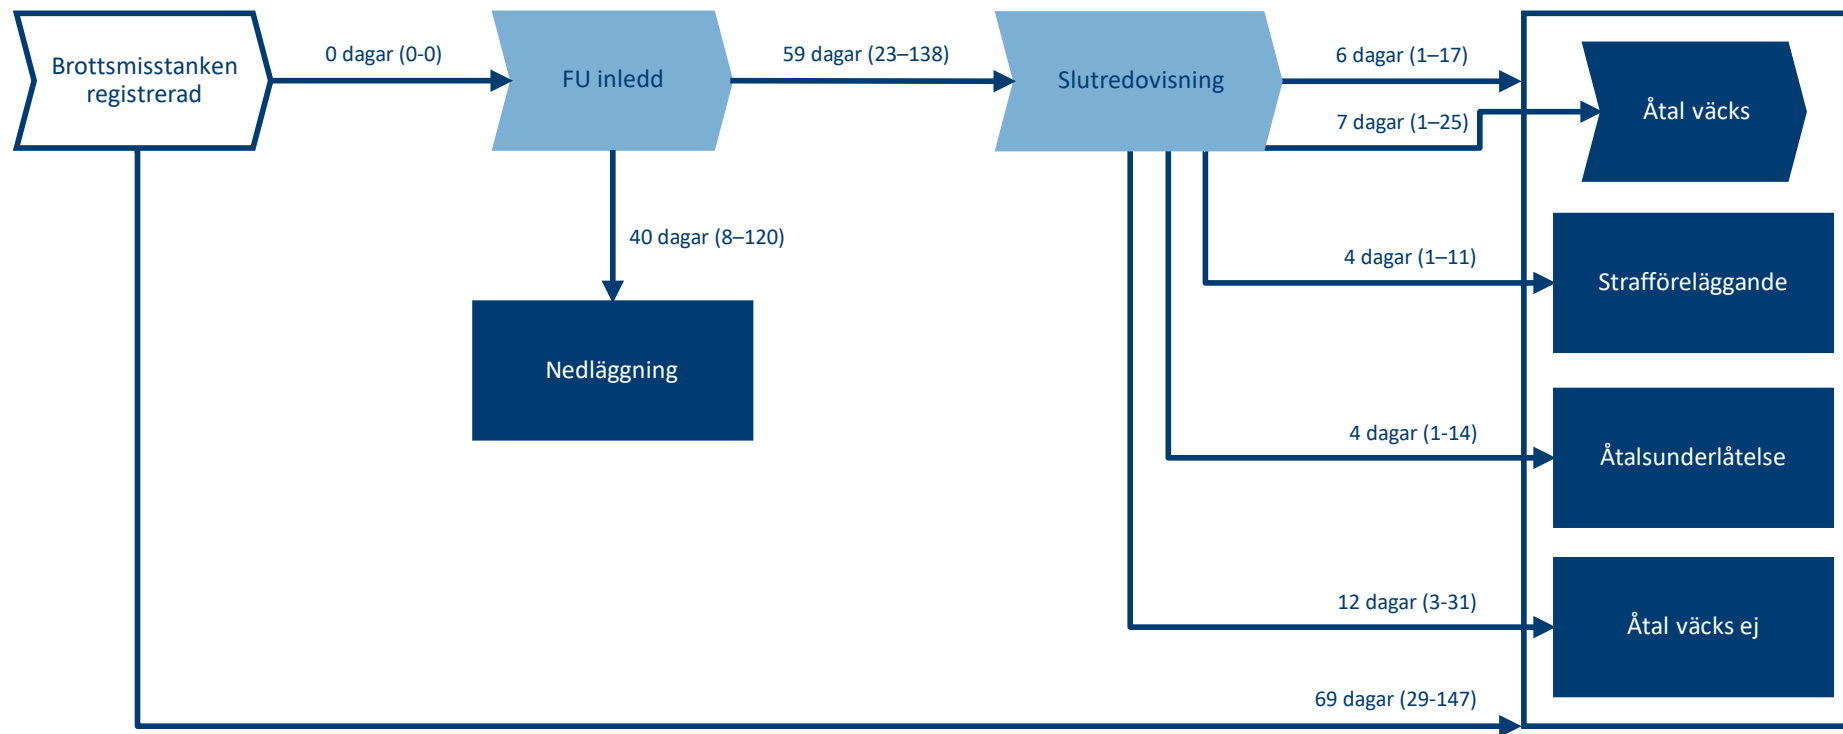 Brottsmisstanken
registrerad
0 dagar (0-0)
FU inledd
59 dagar (23–138)
Slutredovisning
6 dagar (1–17)
7 dagar (1–25)
Åtal väcks
40 dagar (8–120)
Nedläggning
4 dagar (1–11)
Strafföreläggande
4 dagar (1-14)
Åtalsunderlåtelse
12 dagar (3-31)
Åtal väcks ej
69 dagar (29-147)